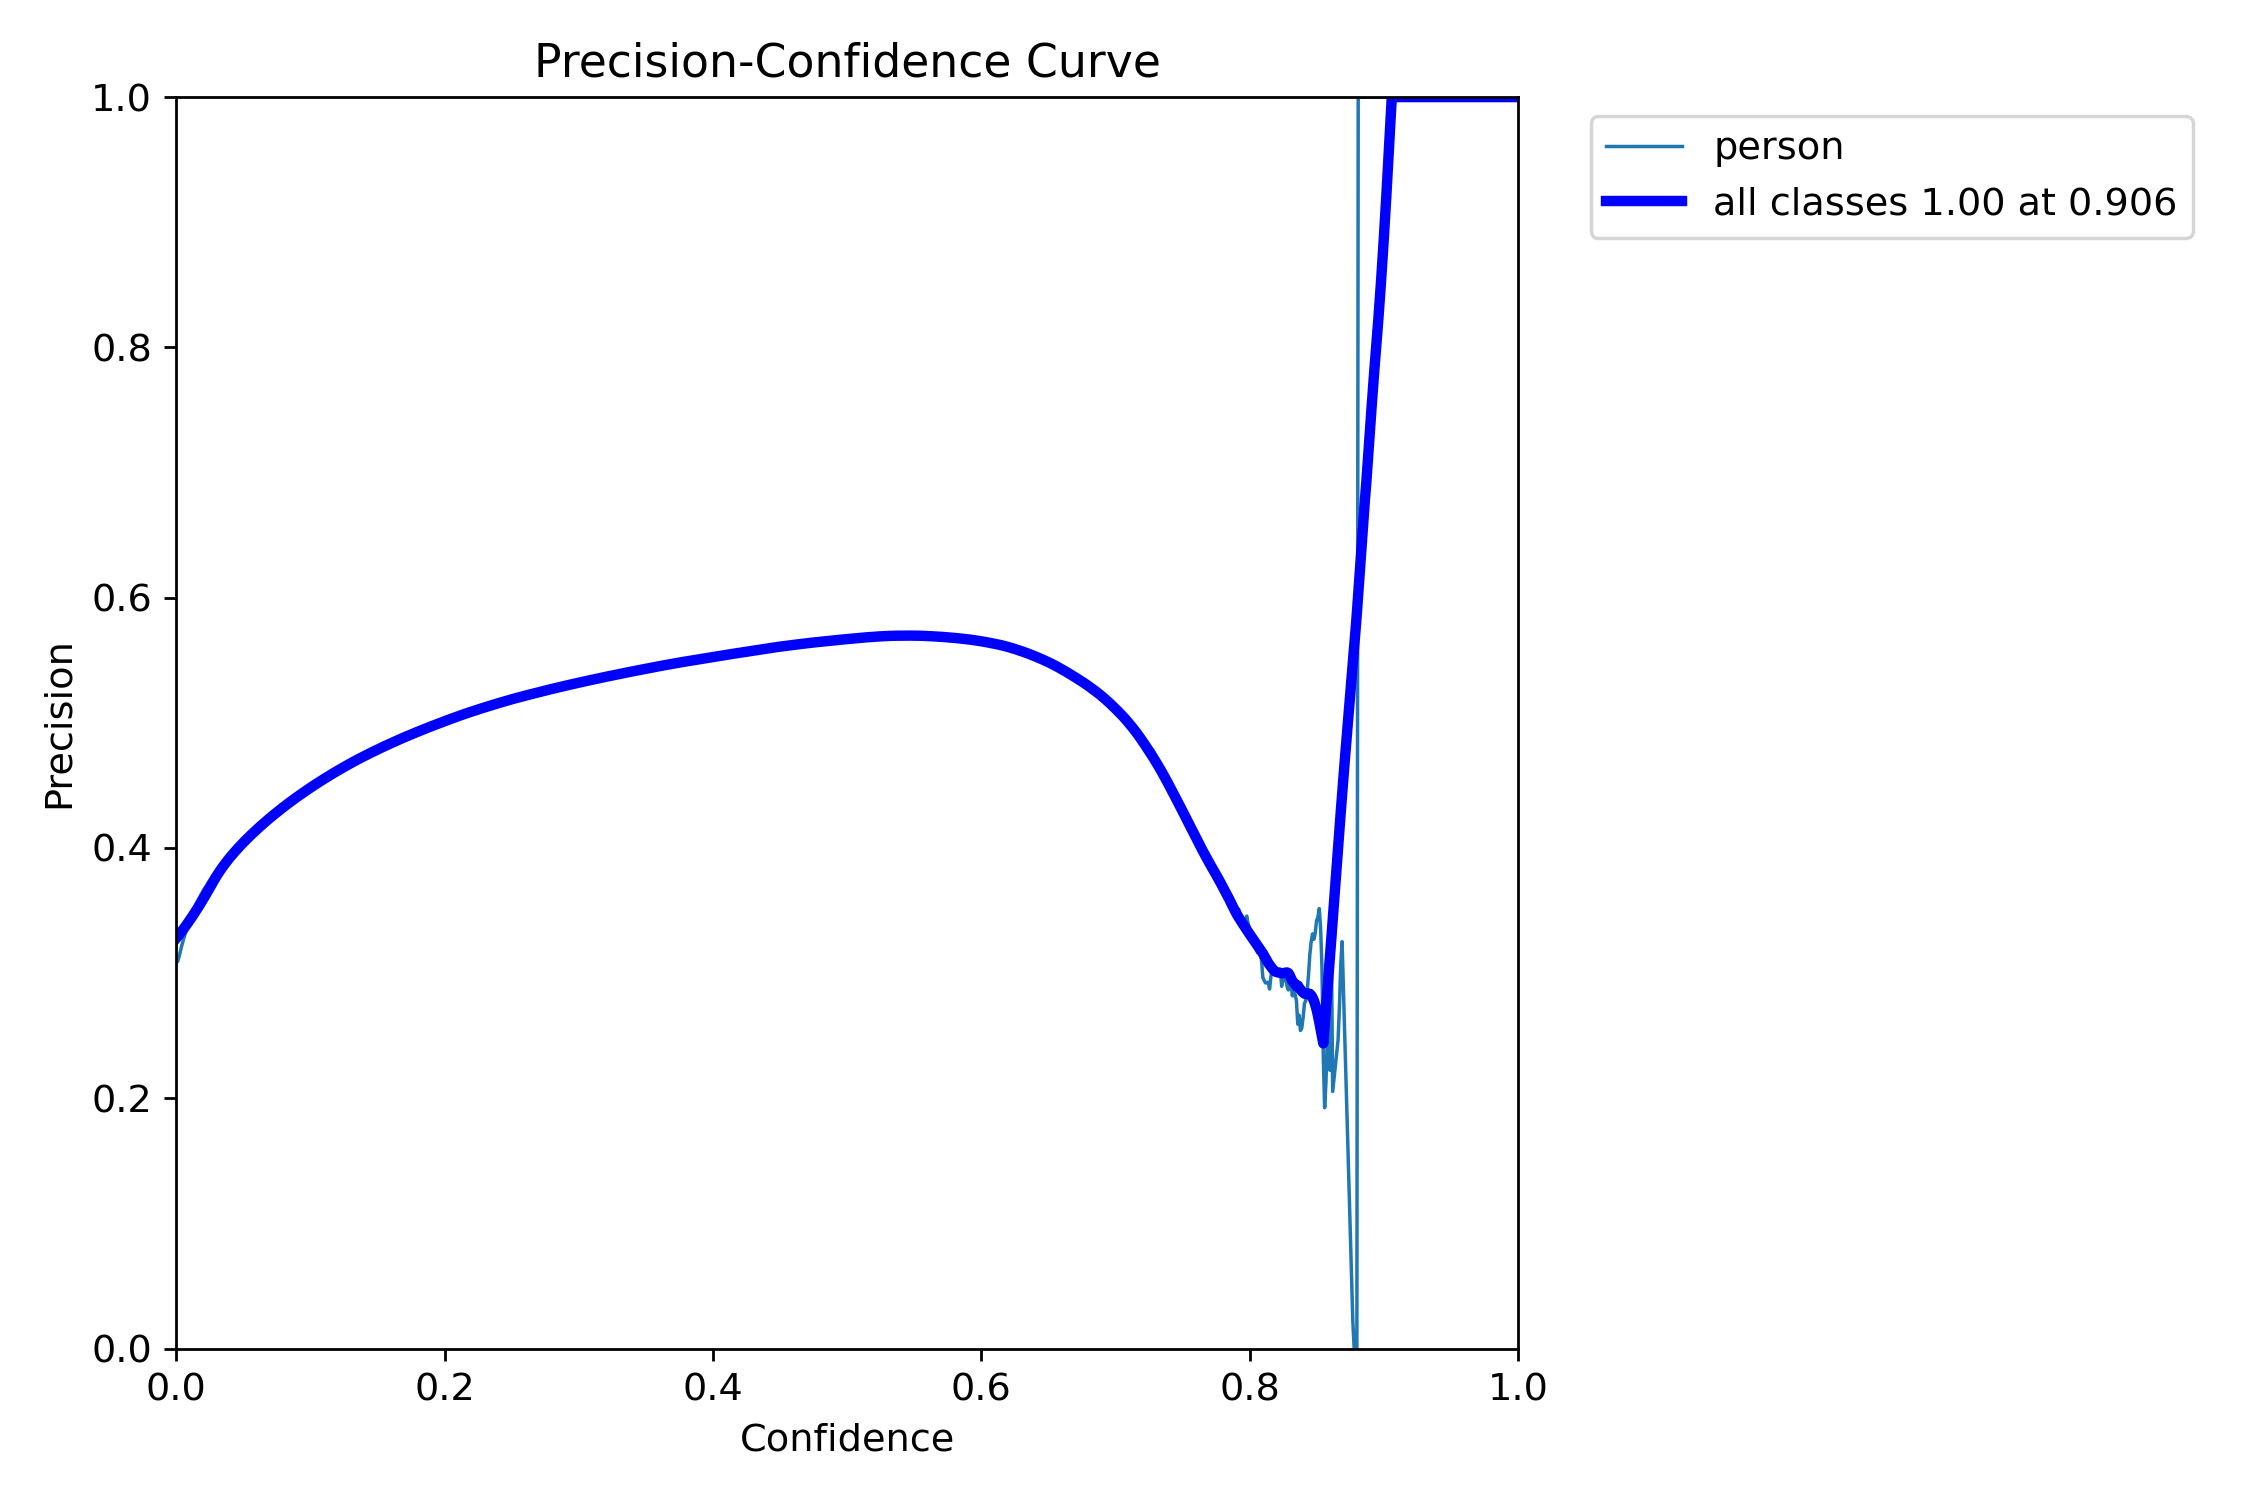 Precision-Confidence Curve
1.0
0.8
0.6
0.4
0.2
0.0
Precision
0.0 0.2 0.4 0.6 0.8 1.0
Confidence
person
all classes 1.00 at 0.906